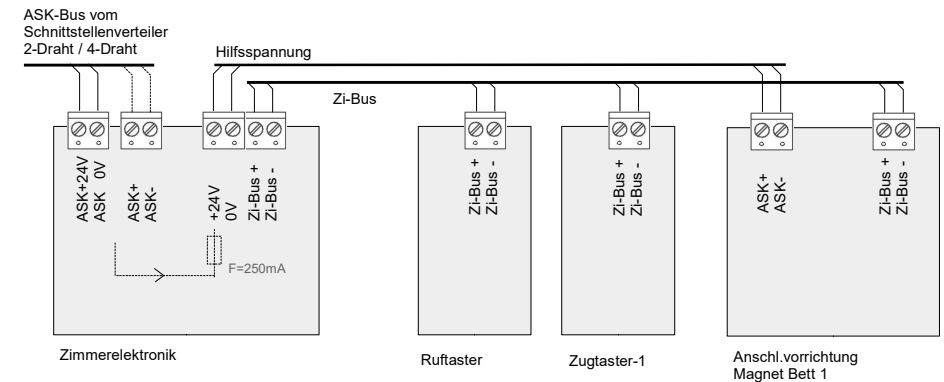 ASK-Bus vom
Schnittstellenverteiler
2-Draht / 4-Draht
Hilfsspannung
Zi-Bus
ASK+24V
ASK 0V
ASK+
ASK-
+24V
0V
Zi-Bus +
Zi-Bus -
Zi-Bus +
Zi-Bus -
Zi-Bus +
Zi-Bus -
ASK+
ASK-
Zi-Bus +
Zi-Bus -
F=250mA
Zimmerelektronik
Ruftaster
Zugtaster-1
Anschl.vorrichtung
Magnet Bett 1